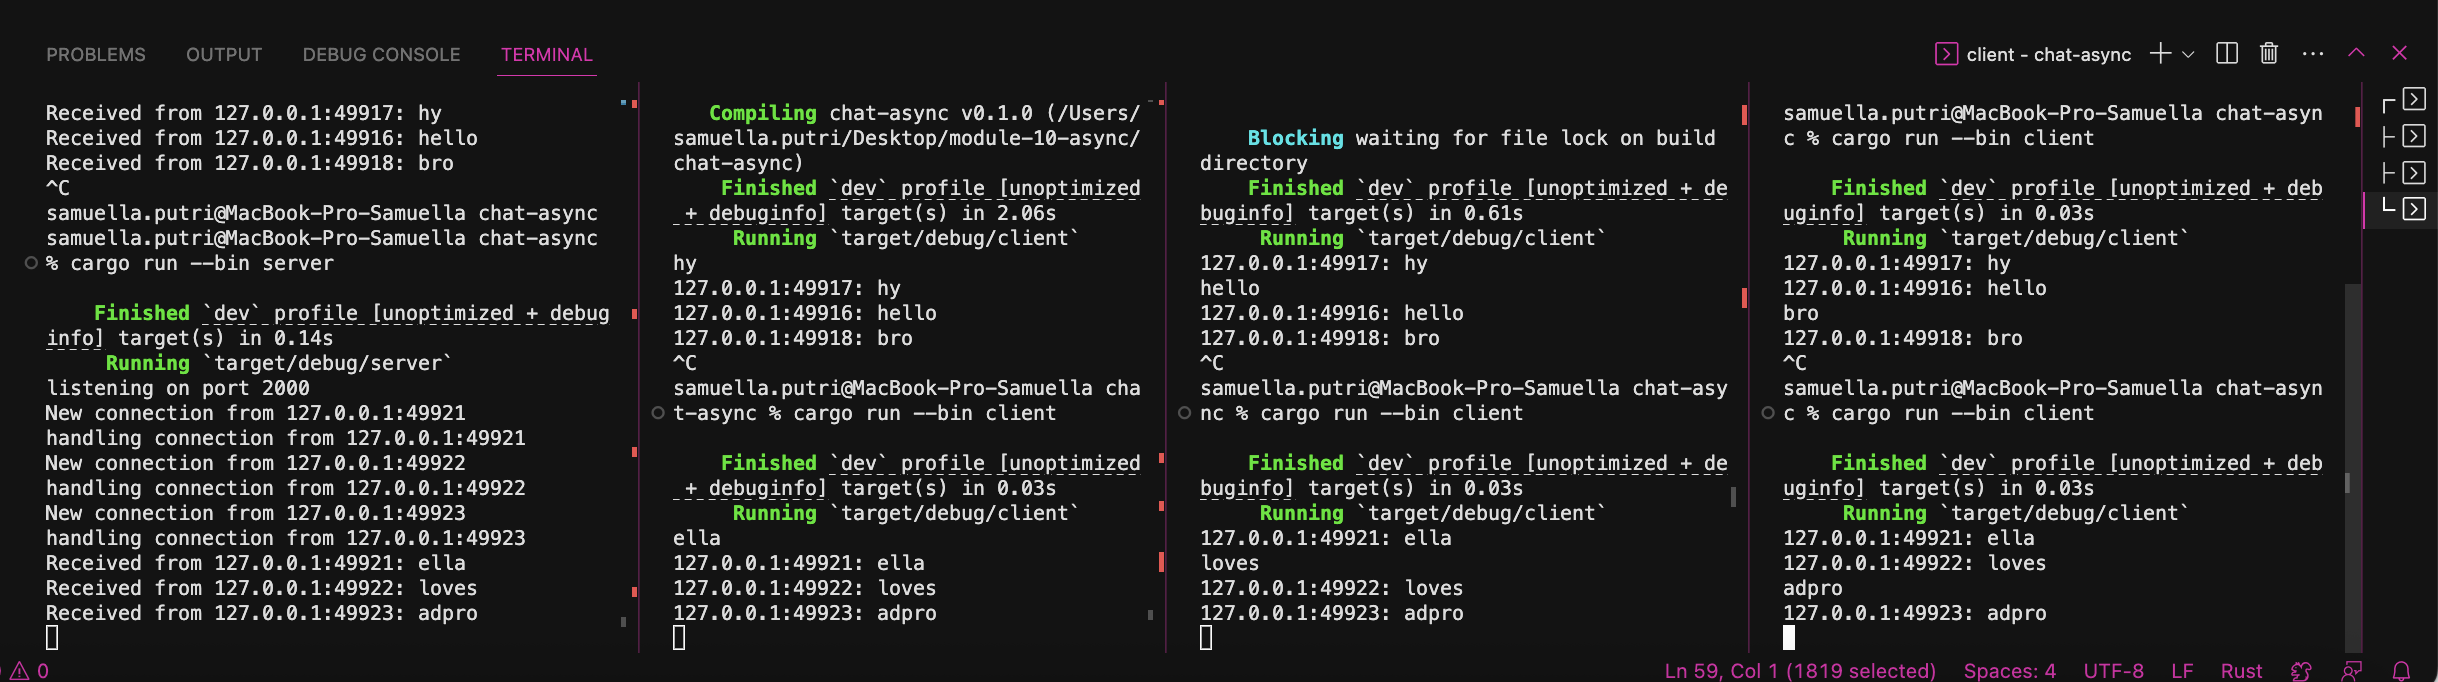 PROBLEMS OUTPUT DEBUG CONSOLE TERMINAL
client - chat-async
Received from 127.0.0.1:49917: hy
Received from 127.0.0.1:49916: hello
Received from 127.0.0.1:49918: bro
^C
samuella.putri@MacBook-Pro-Samuella chat-async
samuella.putri@MacBook-Pro-Samuella chat-async
% cargo run --bin server
Finished `dev` profile [unoptimized + debug
info] target(s) in 0.14s
Running `target/debug/server`
listening on port 2000
New connection from 127.0.0.1:49921
handling connection from 127.0.0.1:49921
New connection from 127.0.0.1:49922
handling connection from 127.0.0.1:49922
New connection from 127.0.0.1:49923
handling connection from 127.0.0.1:49923
Received from 127.0.0.1:49921: ella
Received from 127.0.0.1:49922: loves
Received from 127.0.0.1:49923: adpro
Compiling chat-async v0.1.0 (/Users/
samuella.putri/Desktop/module-10-async/
chat-async)
Finished `dev` profile [unoptimized
+ debuginfo] target(s) in 2.06s
Running `target/debug/client`
hy
127.0.0.1:49917: hy
127.0.0.1:49916: hello
127.0.0.1:49918: bro
^C
samuella.putri@MacBook-Pro-Samuella cha
t-async % cargo run --bin client
Finished `dev` profile [unoptimized
+ debuginfo] target(s) in 0.03s
Running `target/debug/client`
ella
127.0.0.1:49921: ella
127.0.0.1:49922: loves
127.0.0.1:49923: adpro
Blocking waiting for file lock on build
directory
Finished `dev` profile [unoptimized + de
buginfo] target(s) in 0.61s
Running `target/debug/client`
127.0.0.1:49917: hy
hello
127.0.0.1:49916: hello
127.0.0.1:49918: bro
^C
samuella.putri@MacBook-Pro-Samuella chat-asy
nc % cargo run --bin client
Finished `dev` profile [unoptimized + de
buginfo] target(s) in 0.03s
Running `target/debug/client`
127.0.0.1:49921: ella
loves
127.0.0.1:49922: loves
127.0.0.1:49923: adpro
samuella.putri@MacBook-Pro-Samuella chat-asyn
c % cargo run --bin client
Finished `dev` profile [unoptimized + deb
uginfo] target(s) in 0.03s
Running `target/debug/client`
127.0.0.1:49917: hy
127.0.0.1:49916: hello
bro
127.0.0.1:49918: bro
^C
samuella.putri@MacBook-Pro-Samuella chat-asyn
c % cargo run --bin client
Finished `dev` profile [unoptimized + deb
uginfo] target(s) in 0.03s
Running `target/debug/client`
127.0.0.1:49921: ella
127.0.0.1:49922: loves
adpro
127.0.0.1:49923: adpro
0
Ln 59, Col 1 (1819 selected) Spaces: 4 UTF-8 LF Rust